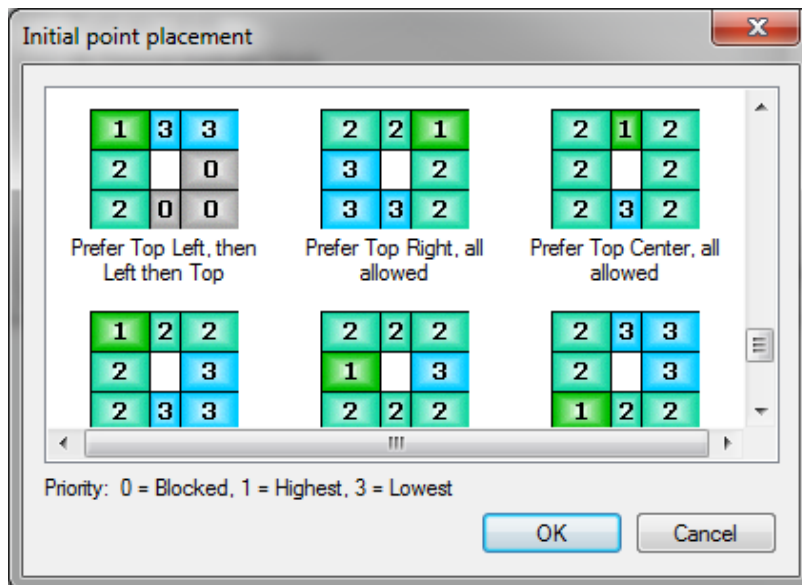 Initial point placement
1 3 3
2 0
2 0 0
Prefer Top Left, then
Left then Top
2 2 1
3 2
3 3 2
Prefer Top Right, all
allowed
2 1 2
2 2
2 3 2
Prefer Top Center, all
allowed
1 2 2
2 3
2 3 3
2 2 2
1 3
2 2 2
2 3 3
2 3
1 2 2
Priority: 0 = Blocked, 1 = Highest, 3 = Lowest
OK
Cancel